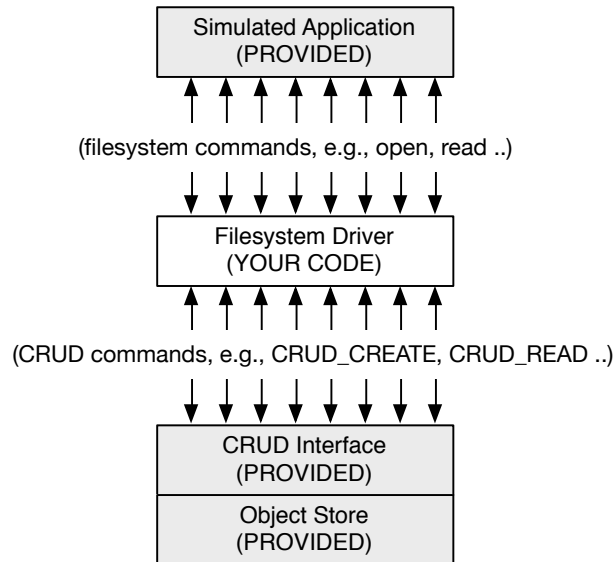 Simulated Application
(PROVIDED)
(filesystem commands, e.g., open, read ..)
Filesystem Driver
(YOUR CODE)
(CRUD commands, e.g., CRUD_CREATE, CRUD_READ ..)
CRUD Interface
(PROVIDED)
Object Store
(PROVIDED)